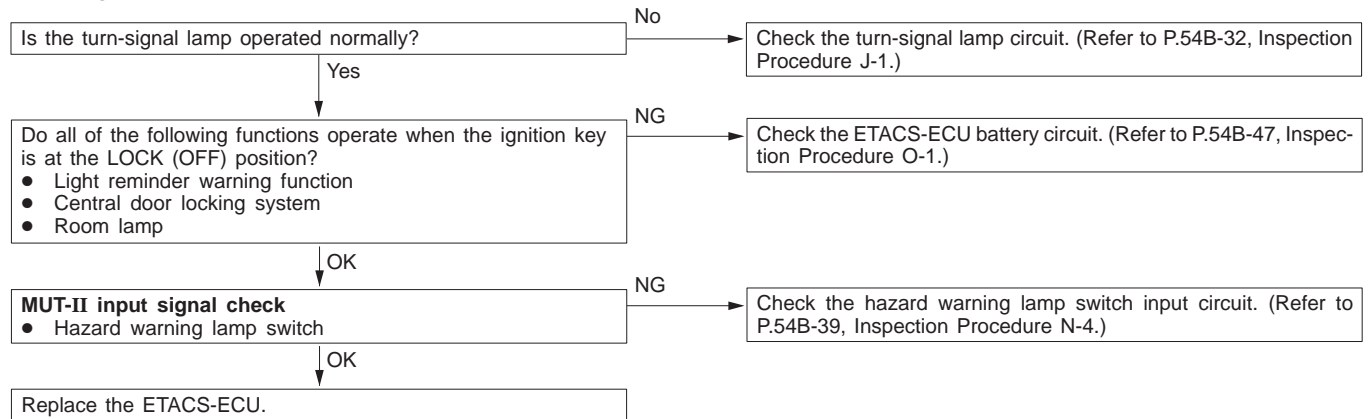 No
Is the turn-signal lamp operated normally?
Check the turn-signal lamp circuit. (Refer to P.54B-32, Inspection
Procedure J-1.)
Yes
NG
Do all of the following functions operate when the ignition key
is at the LOCK (OFF) position?
● Light reminder warning function
● Central door locking system
● Room lamp
Check the ETACS-ECU battery circuit. (Refer to P.54B-47, Inspec-
tion Procedure O-1.)
OK
NG
MUT-II input signal check
● Hazard warning lamp switch
Check the hazard warning lamp switch input circuit. (Refer to
P.54B-39, Inspection Procedure N-4.)
OK
Replace the ETACS-ECU.